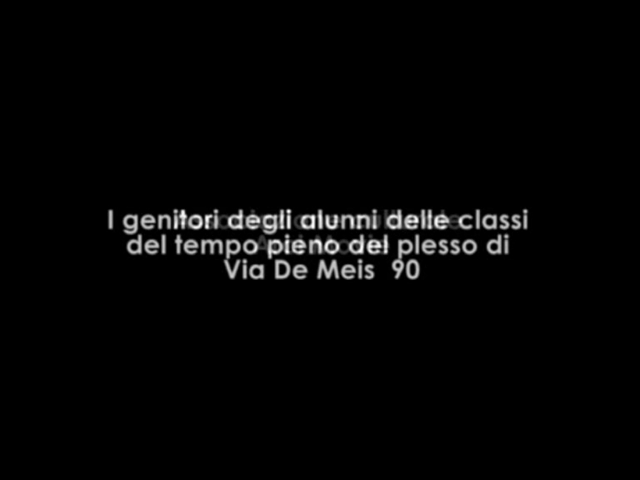 I genitori degli alunni delle classi
del tempo pieno del plesso di
Via De Meis 90